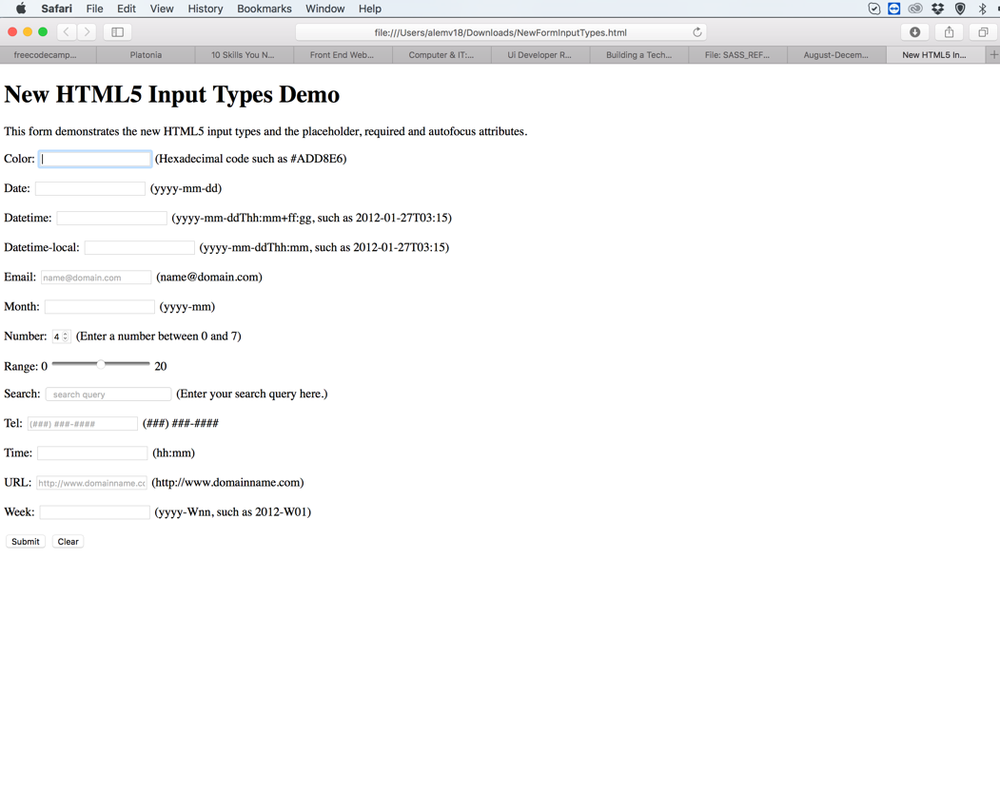 Safari File Edit View History Bookmarks Window Help
file:///Users/alemv18/Downloads/NewFormInputTypes.html
freecodecamp... Platonia 10 Skills You N... Front End Web... Computer & IT:... Ui Developer R... Building a Tech... File: SASS_REF... August-Decem... New HTML5 In...
New HTML5 Input Types Demo
This form demonstrates the new HTML5 input types and the placeholder, required and autofocus attributes.
Color: (Hexadecimal code such as #ADD8E6)
Date: (yyyy-mm-dd)
Datetime: (yyyy-mm-ddThh:mm+ff:gg, such as 2012-01-27T03:15)
Datetime-local: (yyyy-mm-ddThh:mm, such as 2012-01-27T03:15)
Email: name@domain.com (name@domain.com)
Month: (yyyy-mm)
Number: 4 (Enter a number between 0 and 7)
Range: 0 20
Search: search query (Enter your search query here.)
Tel: (###) ###-#### (###) ###-####
Time: (hh:mm)
URL: http://www.domainname.cc (http://www.domainname.com)
Week: (yyyy-Wnn, such as 2012-W01)
Submit Clear